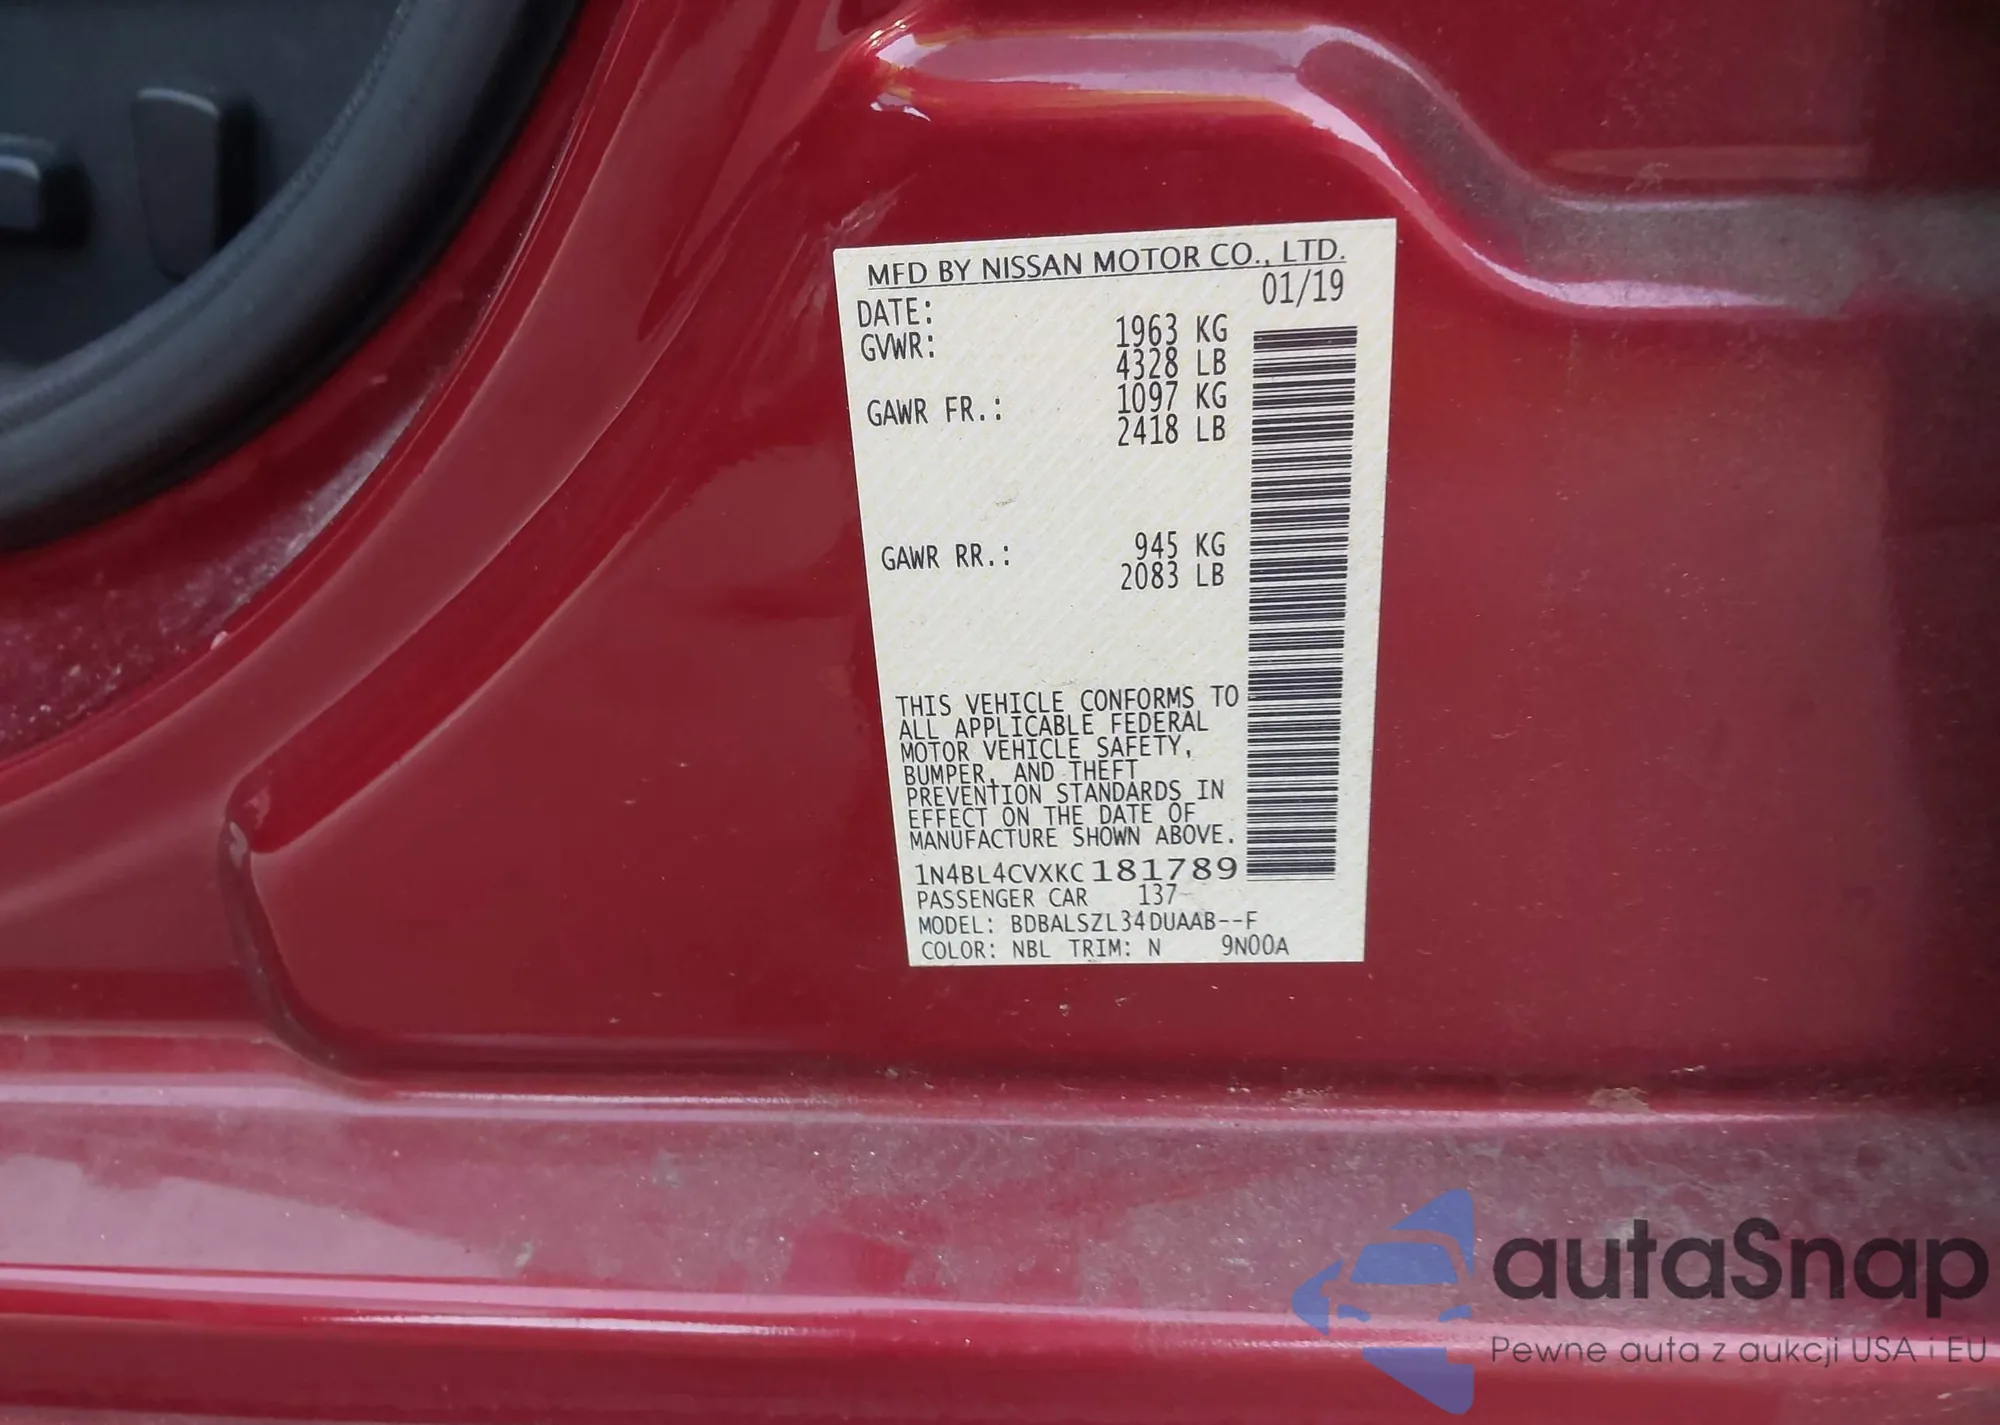 MFD BY NISSAN MOTOR CO., LTD.
DATE: 01/19
GVWR: 1963 KG
4328 LB
GAWR FR.: 1097 KG
2418 LB
GAWR RR.: 945 KG
2083 LB
THIS VEHICLE CONFORMS TO
ALL APPLICABLE FEDERAL
MOTOR VEHICLE SAFETY,
BUMPER, AND THEFT
PREVENTION STANDARDS IN
EFFECT ON THE DATE OF
MANUFACTURE SHOWN ABOVE.
1N4BL4CVXKC181789
PASSENGER CAR 137
MODEL: BDBALSZL34DUAAB--F
COLOR: NBL TRIM: N 9N00A
autaSnap
Pewne auta z aukcji USA i EU